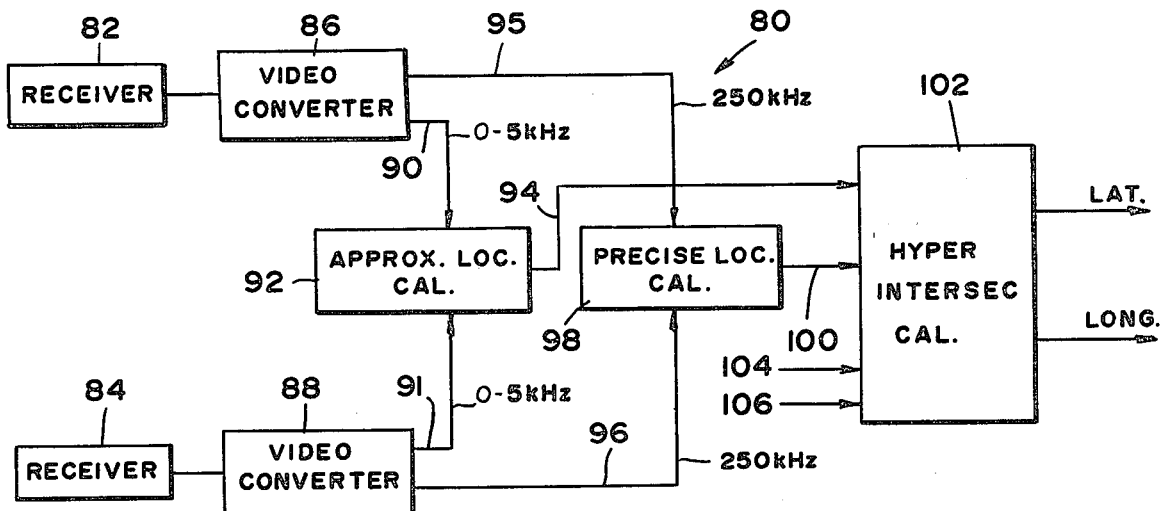 82
RECEIVER
86
VIDEO
CONVERTER
95
80
250kHz
0-5kHz
90
94
102
APPROX. LOC.
CAL.
92
PRECISE LOC.
CAL.
98
100
HYPER
INTERSEC
CAL.
LAT.
LONG.
104
106
84
RECEIVER
88
VIDEO
CONVERTER
91
0-5kHz
96
250kHz